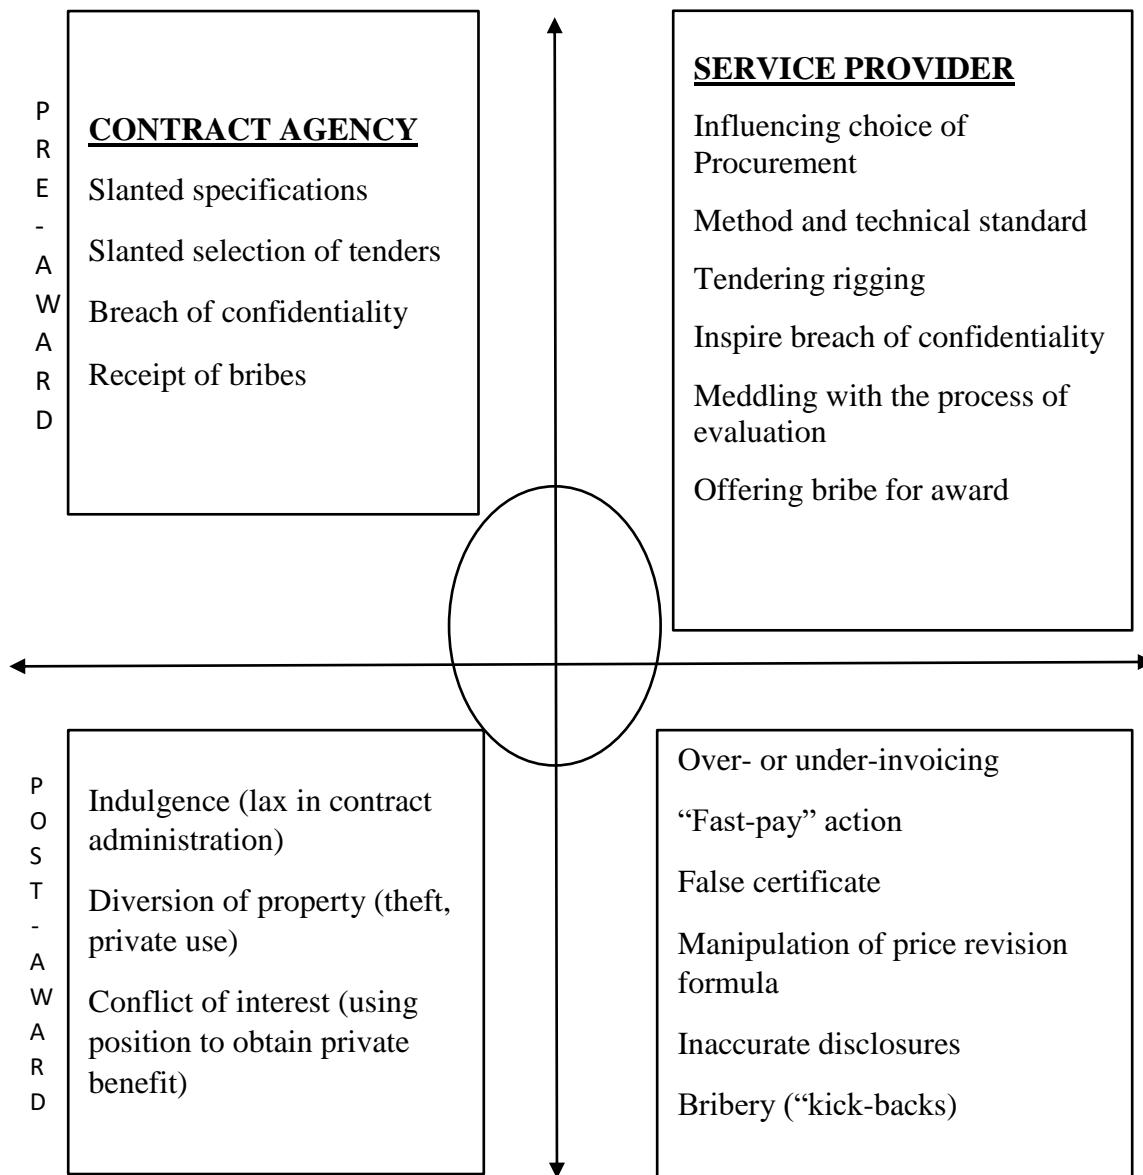 PRE-AWARD
CONTRACT AGENCY
Slanted specifications
Slanted selection of tenders
Breach of confidentiality
Receipt of bribes
SERVICE PROVIDER
Influencing choice of
Procurement
Method and technical standard
Tendering rigging
Inspire breach of confidentiality
Meddling with the process of
evaluation
Offering bribe for award
POST-AWARD
Indulgence (lax in contract
administration)
Diversion of property (theft,
private use)
Conflict of interest (using
position to obtain private
benefit)
Over- or under-invoicing
“Fast-pay” action
False certificate
Manipulation of price revision
formula
Inaccurate disclosures
Bribery (“kick-backs)